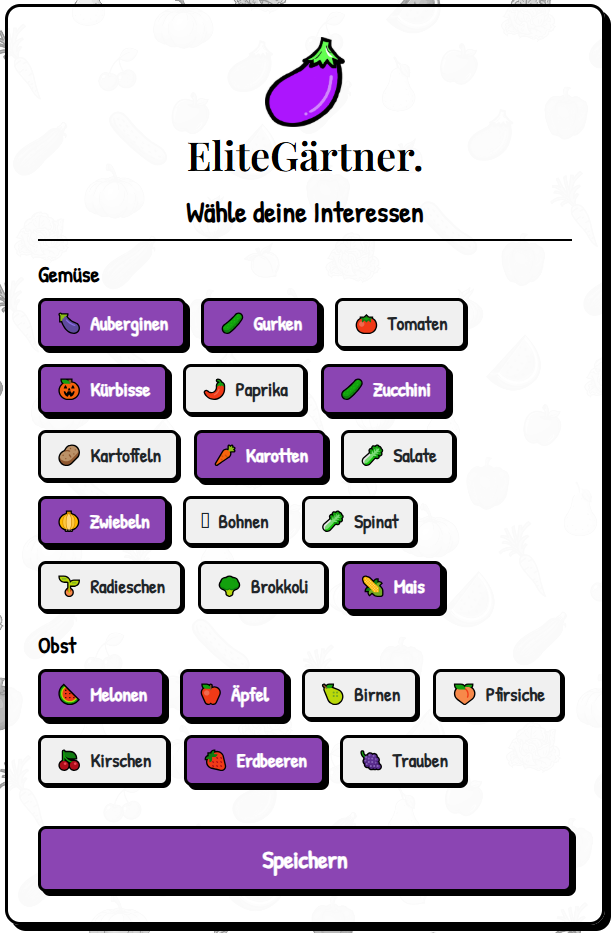 EliteGärtner.
Wähle deine Interessen
Gemüse
Auberginen Gurken Tomaten
Kürbisse Paprika Zucchini
Kartoffeln Karotten Salate
Zwiebeln Bohnen Spinat
Radieschen Brokkoli Mais
Obst
Melonen Äpfel Birnen Pfirsiche
Kirschen Erdbeeren Trauben
Speichern